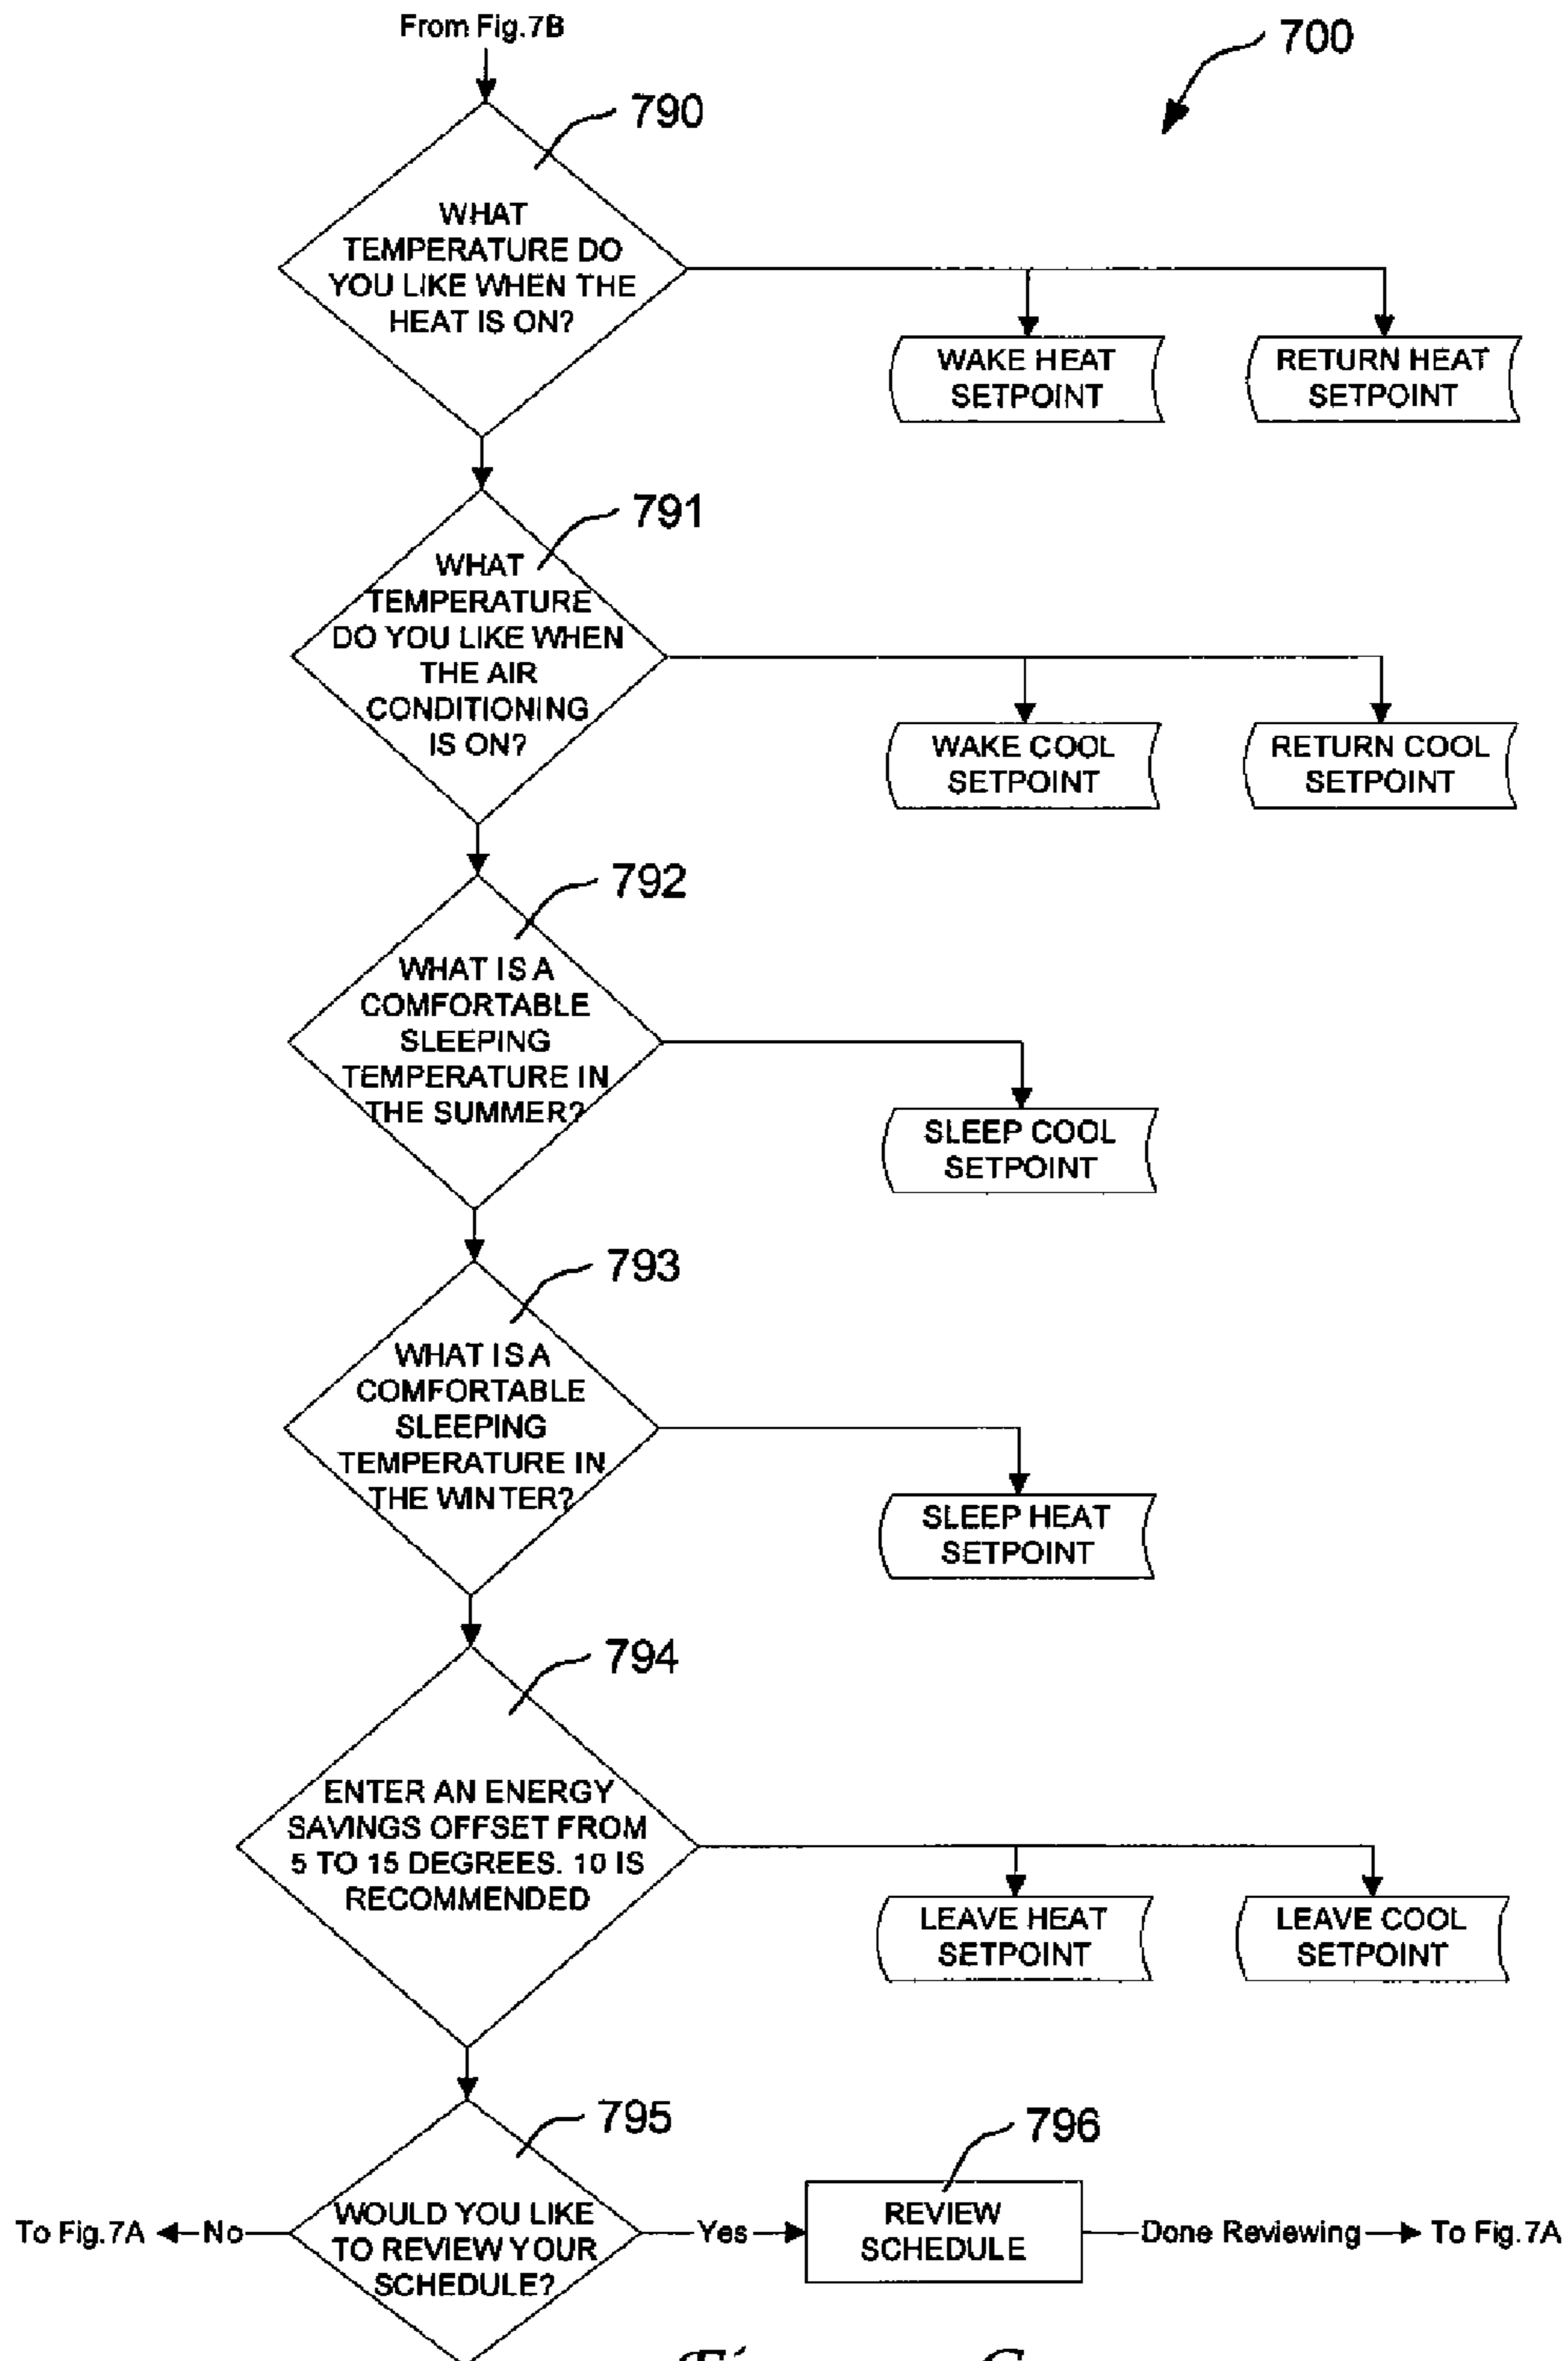 From Fig.7B
700
790
WHAT
TEMPERATURE DO
YOU LIKE WHEN THE
HEAT IS ON?
WAKE HEAT
SETPOINT
RETURN HEAT
SETPOINT
791
WHAT
TEMPERATURE
DO YOU LIKE WHEN
THE AIR
CONDITIONING
IS ON?
WAKE COOL
SETPOINT
RETURN COOL
SETPOINT
792
WHAT IS A
COMFORTABLE
SLEEPING
TEMPERATURE IN
THE SUMMER?
SLEEP COOL
SETPOINT
793
WHAT IS A
COMFORTABLE
SLEEPING
TEMPERATURE IN
THE WINTER?
SLEEP HEAT
SETPOINT
794
ENTER AN ENERGY
SAVINGS OFFSET FROM
5 TO 15 DEGREES. 10 IS
RECOMMENDED
LEAVE HEAT
SETPOINT
LEAVE COOL
SETPOINT
795
WOULD YOU LIKE
TO REVIEW YOUR
SCHEDULE?
No
To Fig.7A
Yes
796
REVIEW
SCHEDULE
Done Reviewing
To Fig.7A